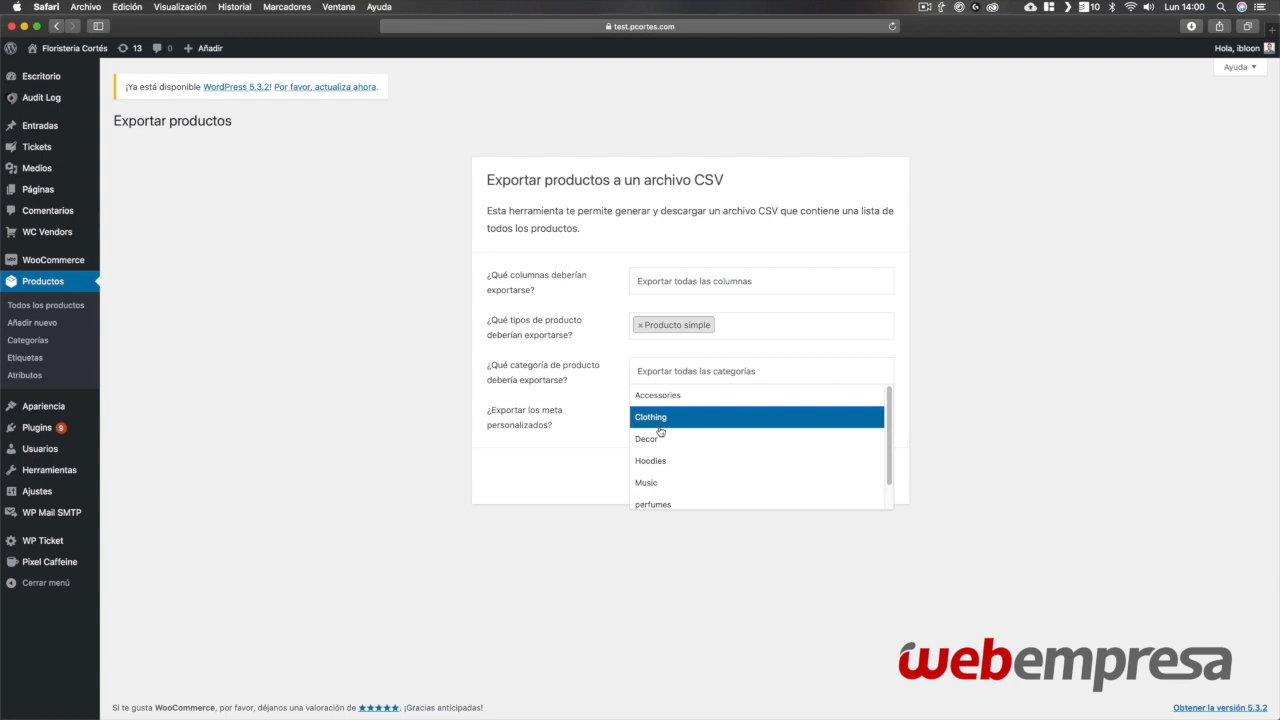 Safari Archivo Edición Visualización Historial Marcadores Ventana Ayuda
10
Lun 14:00
test.pcortes.com
Floristeria Cortés 13 0 Añadir
Hola, ibloon
Ayuda
Escritorio
Audit Log
Entradas
Tickets
Medios
Páginas
Comentarios
WC Vendors
WooCommerce
Productos
Todos los productos
Añadir nuevo
Categorías
Etiquetas
Atributos
Apariencia
Plugins 9
Usuarios
Herramientas
Ajustes
WP Mail SMTP
WP Ticket
Pixel Caffeine
Cerrar menú
¡Ya está disponible WordPress 5.3.2! Por favor, actualiza ahora.
Exportar productos
Exportar productos a un archivo CSV
Esta herramienta te permite generar y descargar un archivo CSV que contiene una lista de
todos los productos.
¿Qué columnas deberían
exportarse?
Exportar todas las columnas
¿Qué tipos de producto
deberían exportarse?
× Producto simple
¿Qué categoría de producto
debería exportarse?
Exportar todas las categorías
Accessories
Clothing
Decor
Hoodies
Music
perfumes
¿Exportar los meta
personalizados?
webempresa
Si te gusta WooCommerce, por favor, déjanos una valoración de ★★★★★. ¡Gracias anticipadas!
Obtener la versión 5.3.2